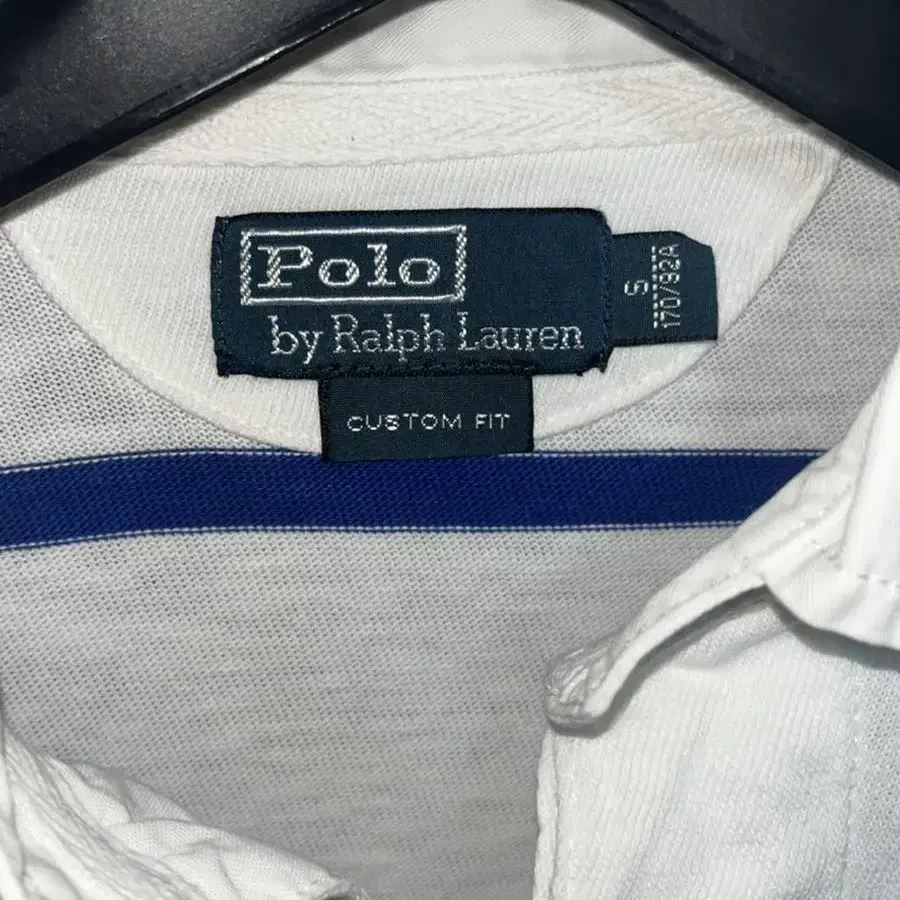 Polo
by Ralph Lauren
S
170/92A
CUSTOM FIT